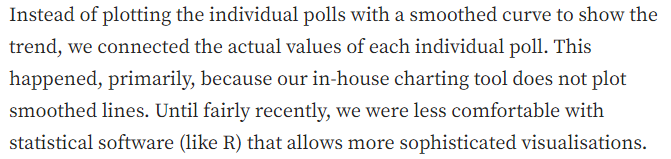 Instead of plotting the individual polls with a smoothed curve to show the
trend, we connected the actual values of each individual poll. This
happened, primarily, because our in-house charting tool does not plot
smoothed lines. Until fairly recently, we were less comfortable with
statistical software (like R) that allows more sophisticated visualisations.